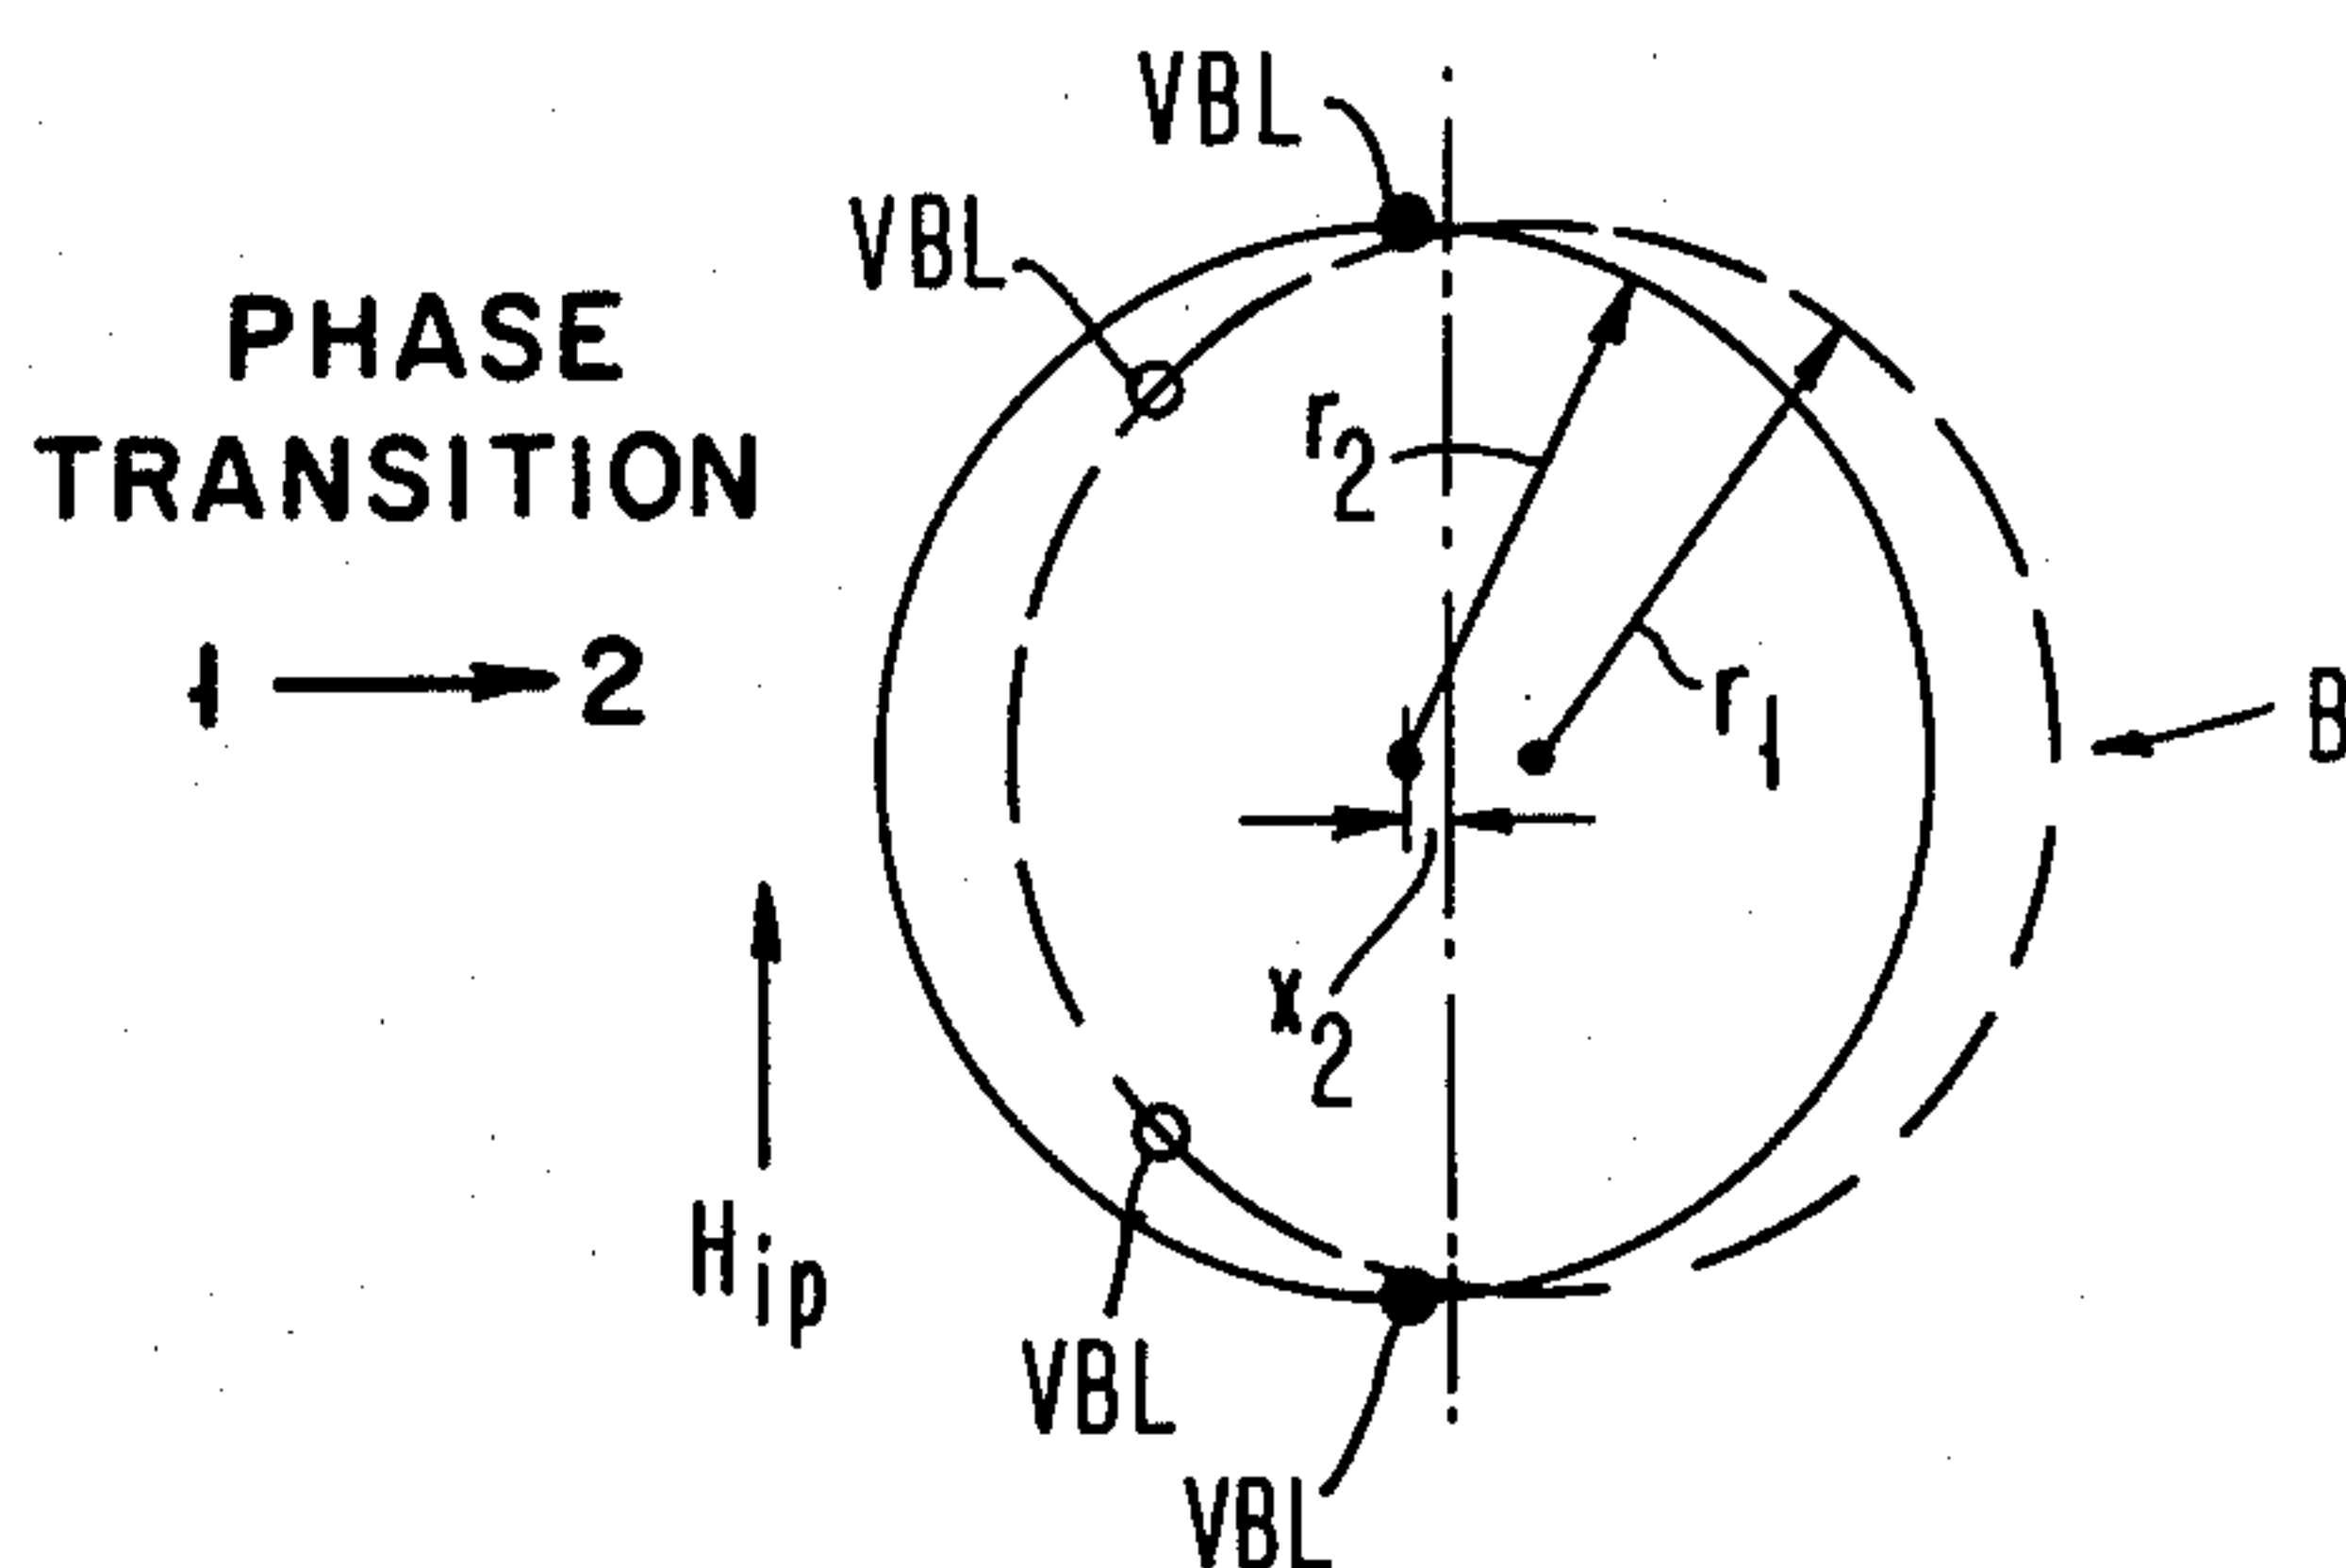 VBL
VBL
PHASE
TRANSITION
1 → 2
r2
r1
B
x2
Hip
VBL
VBL